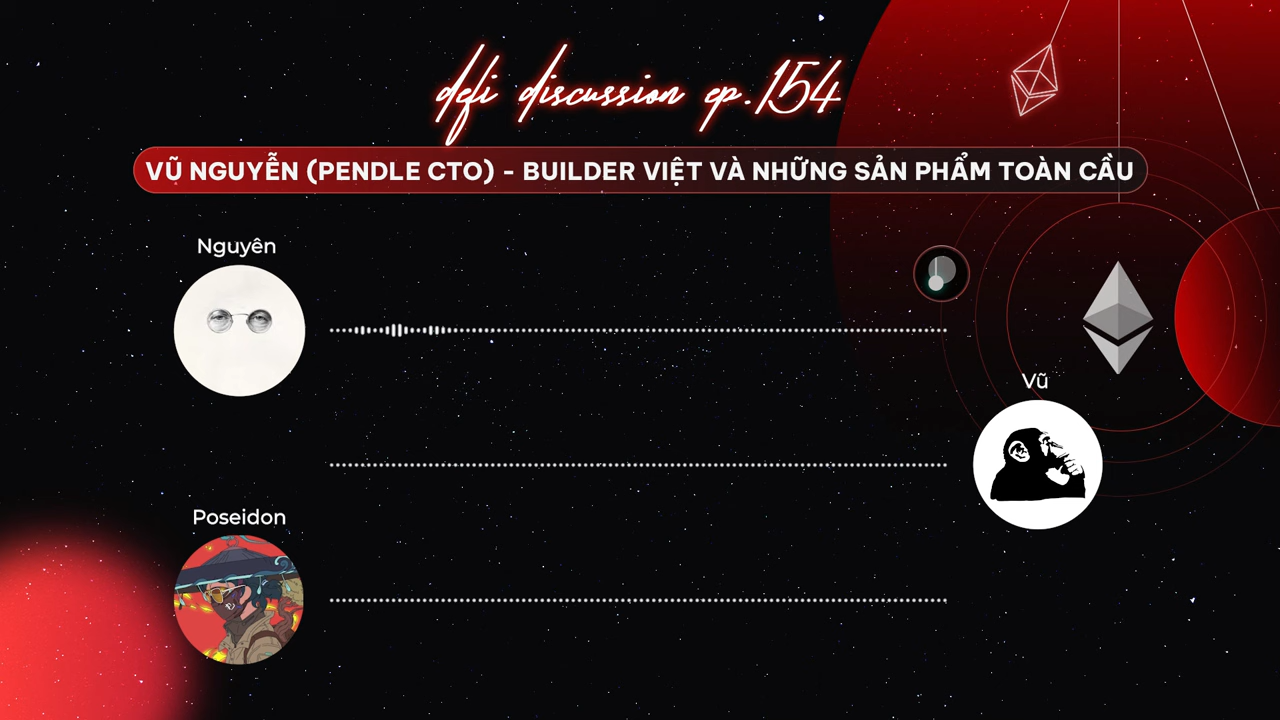 defi discussion ep.154
VŨ NGUYỄN (PENDLE CTO) - BUILDER VIỆT VÀ NHỮNG SẢN PHẨM TOÀN CẦU
Nguyên
Vũ
Poseidon